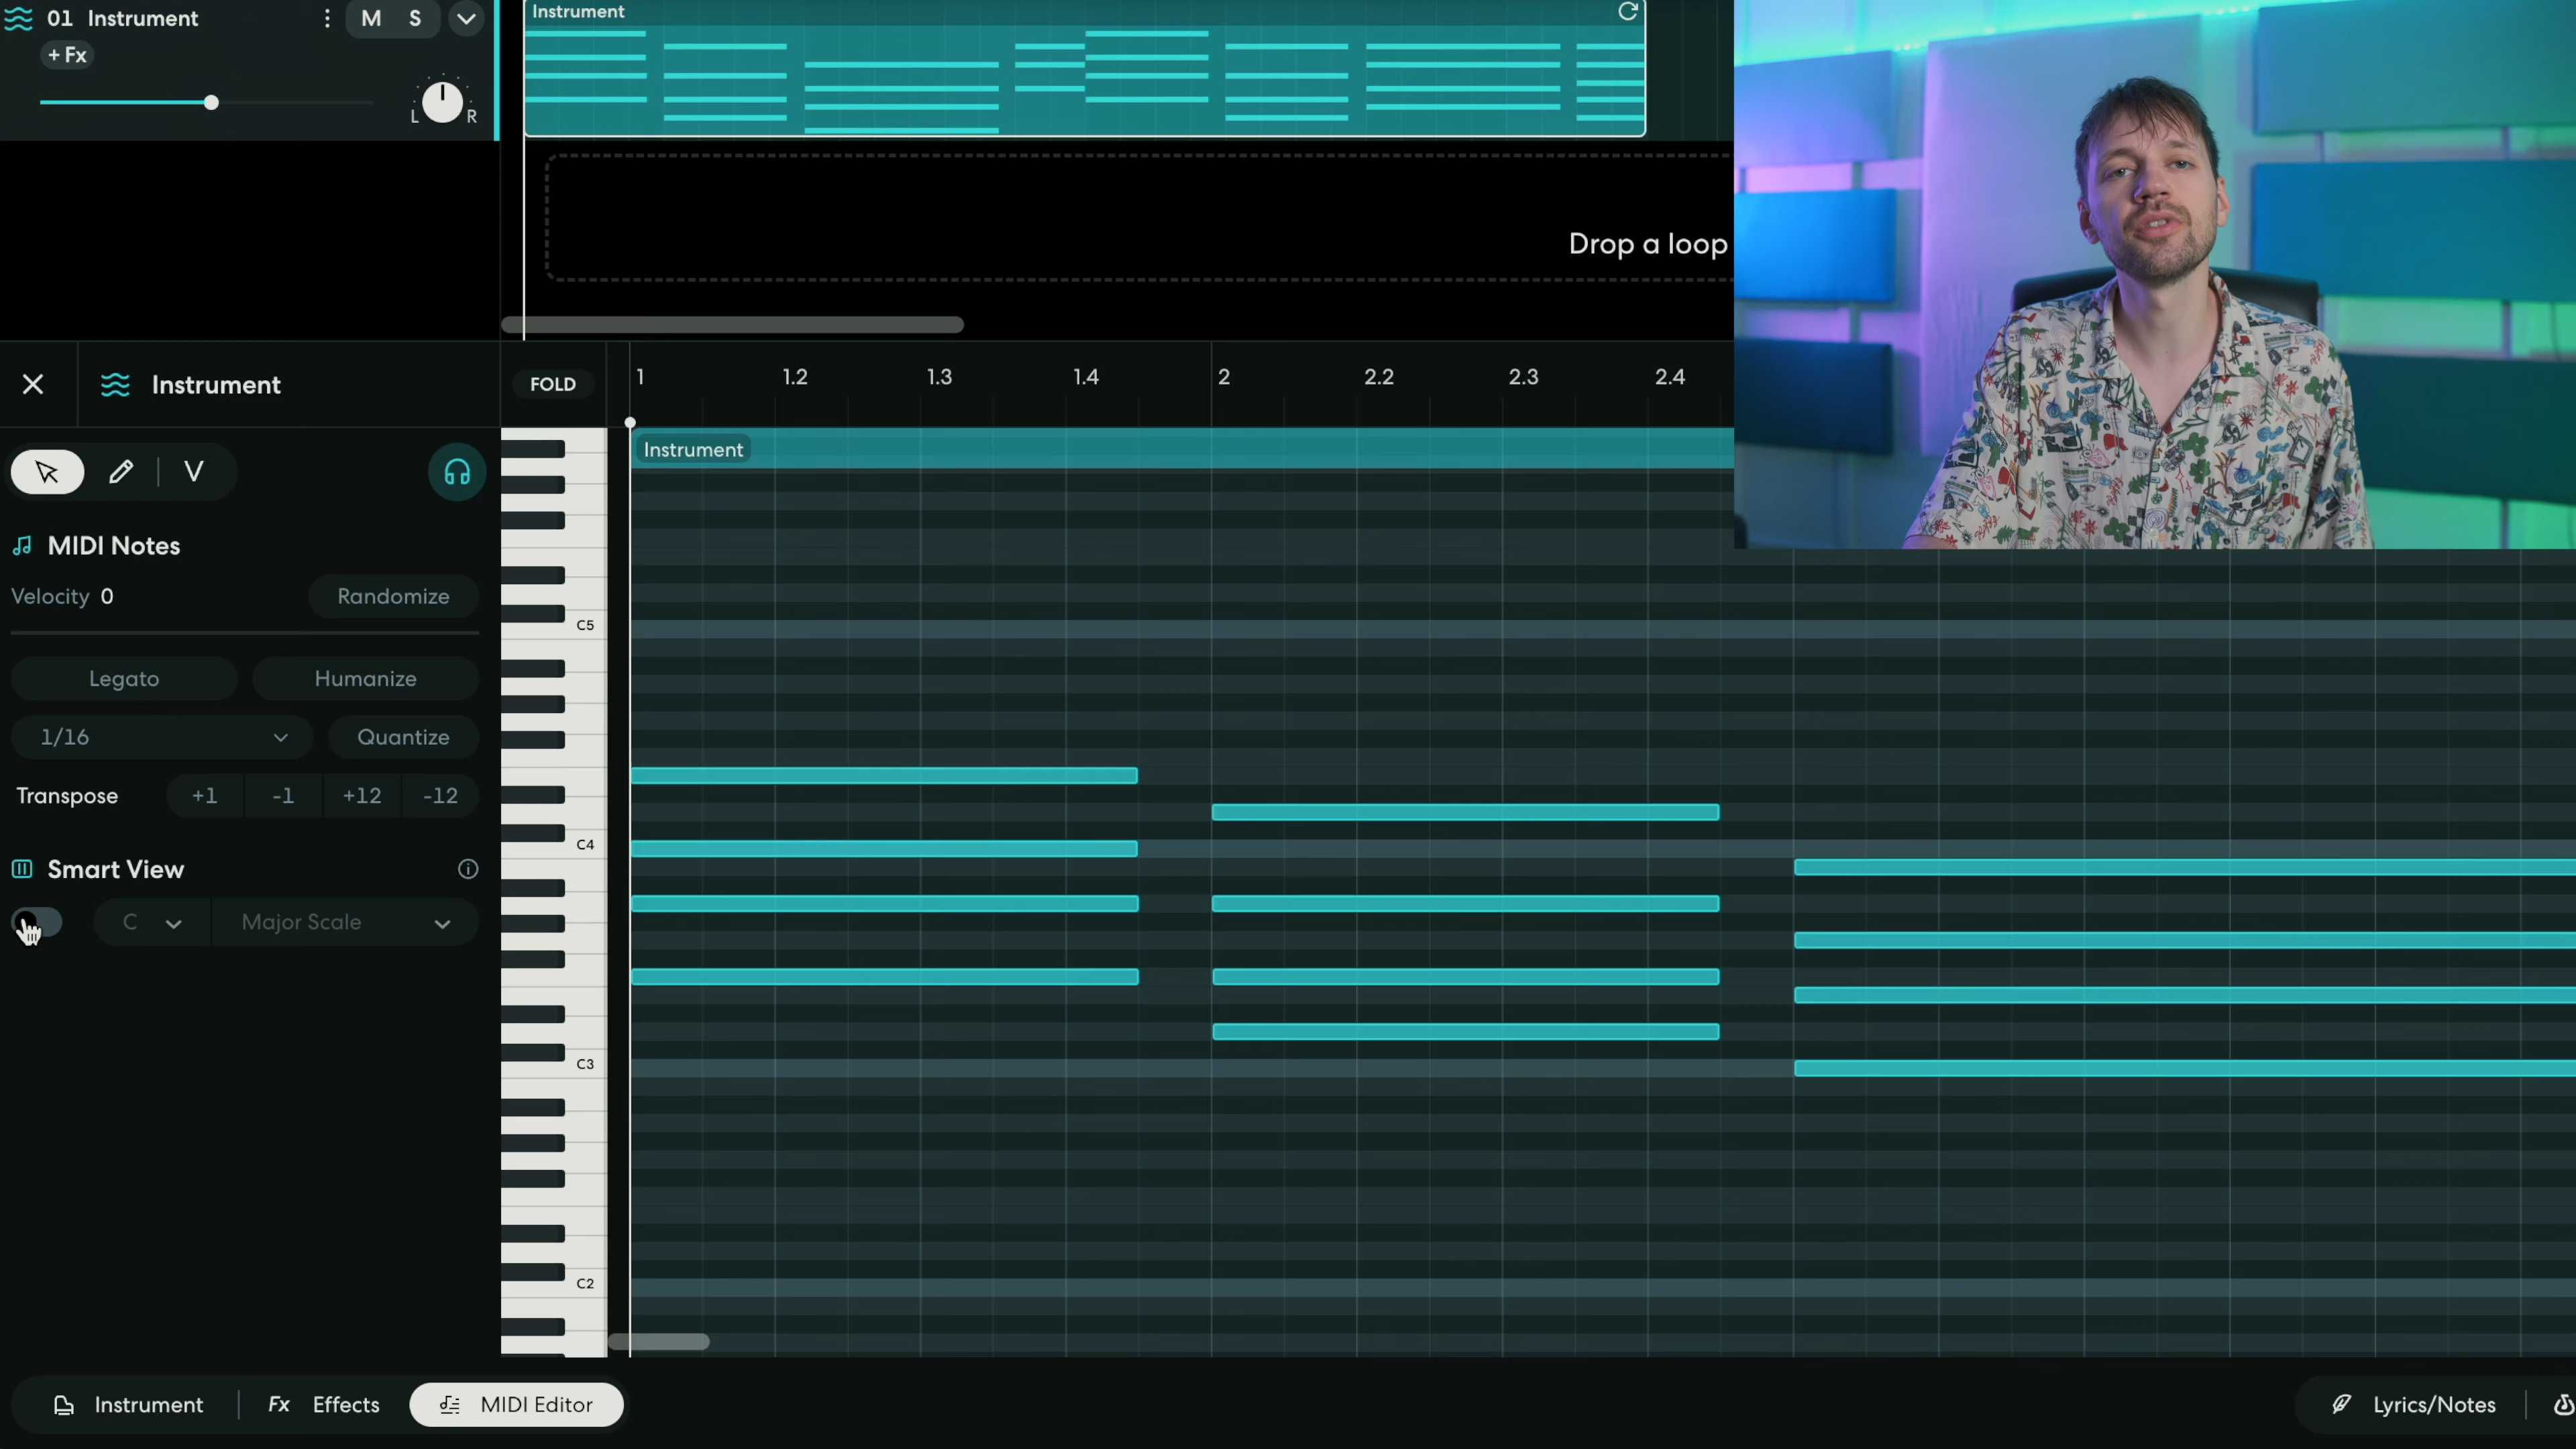 01 Instrument
M S
+ Fx
L R
Instrument
Drop a loop
Instrument
FOLD
1 1.2 1.3 1.4 2 2.2 2.3 2.4
Instrument
V
MIDI Notes
Velocity 0
Randomize
Legato
Humanize
1/16
Quantize
Transpose +1 -1 +12 -12
Smart View
C
Major Scale
C5
C4
C3
C2
Instrument
Fx Effects
MIDI Editor
Lyrics/Notes